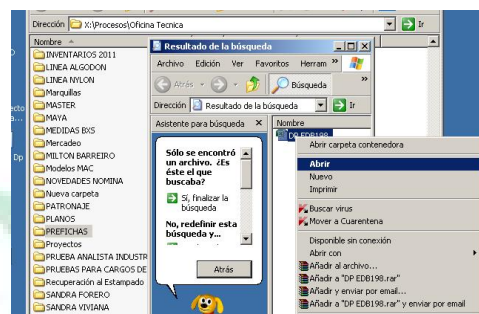 Dirección X:\Procesos\Oficina Tecnica
Ir
Nombre
INVENTARIOS 2011
LINEA ALGODON
LINEA NYLON
Marquillas
MASTER
MAYA
MEDIDAS BXS
Mercadeo
MILTON BARREIRO
Modelos MAC
NOVEDADES NOMINA
Nueva carpeta
PATRONAJE
PLANOS
PREFICHAS
Proyectos
PRUEBA ANALISTA INDUSTR
PRUEBAS PARA CARGOS DE
Recuperación al Estampado
SANDRA FORERO
SANDRA VIVIANA
Dp
Resultado de la búsqueda
Archivo Edición Ver Favoritos Herram »
Atrás Búsqueda »
Dirección Resultado de la búsqueda Ir
Asistente para búsqueda X
Sólo se encontró
un archivo. ¿Es
éste el que
buscaba?
Sí, finalizar la
búsqueda
No, redefinir esta
búsqueda y...
Atrás
Nombre
DP EDB198
Abrir carpeta contenedora
Abrir
Nuevo
Imprimir
Buscar virus
Mover a Cuarentena
Disponible sin conexión
Abrir con
Añadir al archivo...
Añadir a "DP EDB198.rar"
Añadir y enviar por email...
Añadir a "DP EDB198.rar" y enviar por email